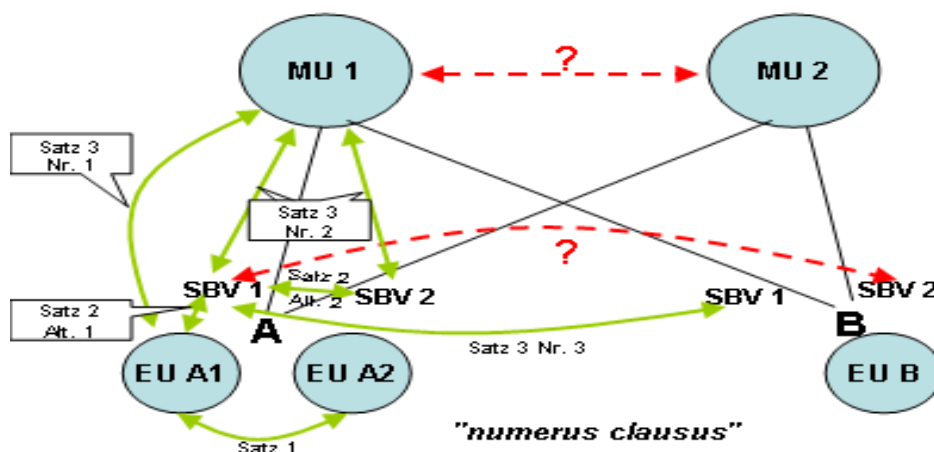 ?
MU 1
MU 2
Satz 3
Nr. 1
Satz 3
Nr. 2
?
Satz 2
SBV 1
SBV 2
SBV 1
SBV 2
Alt. 2
Satz 2
Alt. 1
A
B
Satz 3 Nr. 3
EU A1
EU A2
EU B
"numerus clausus"
Satz 1